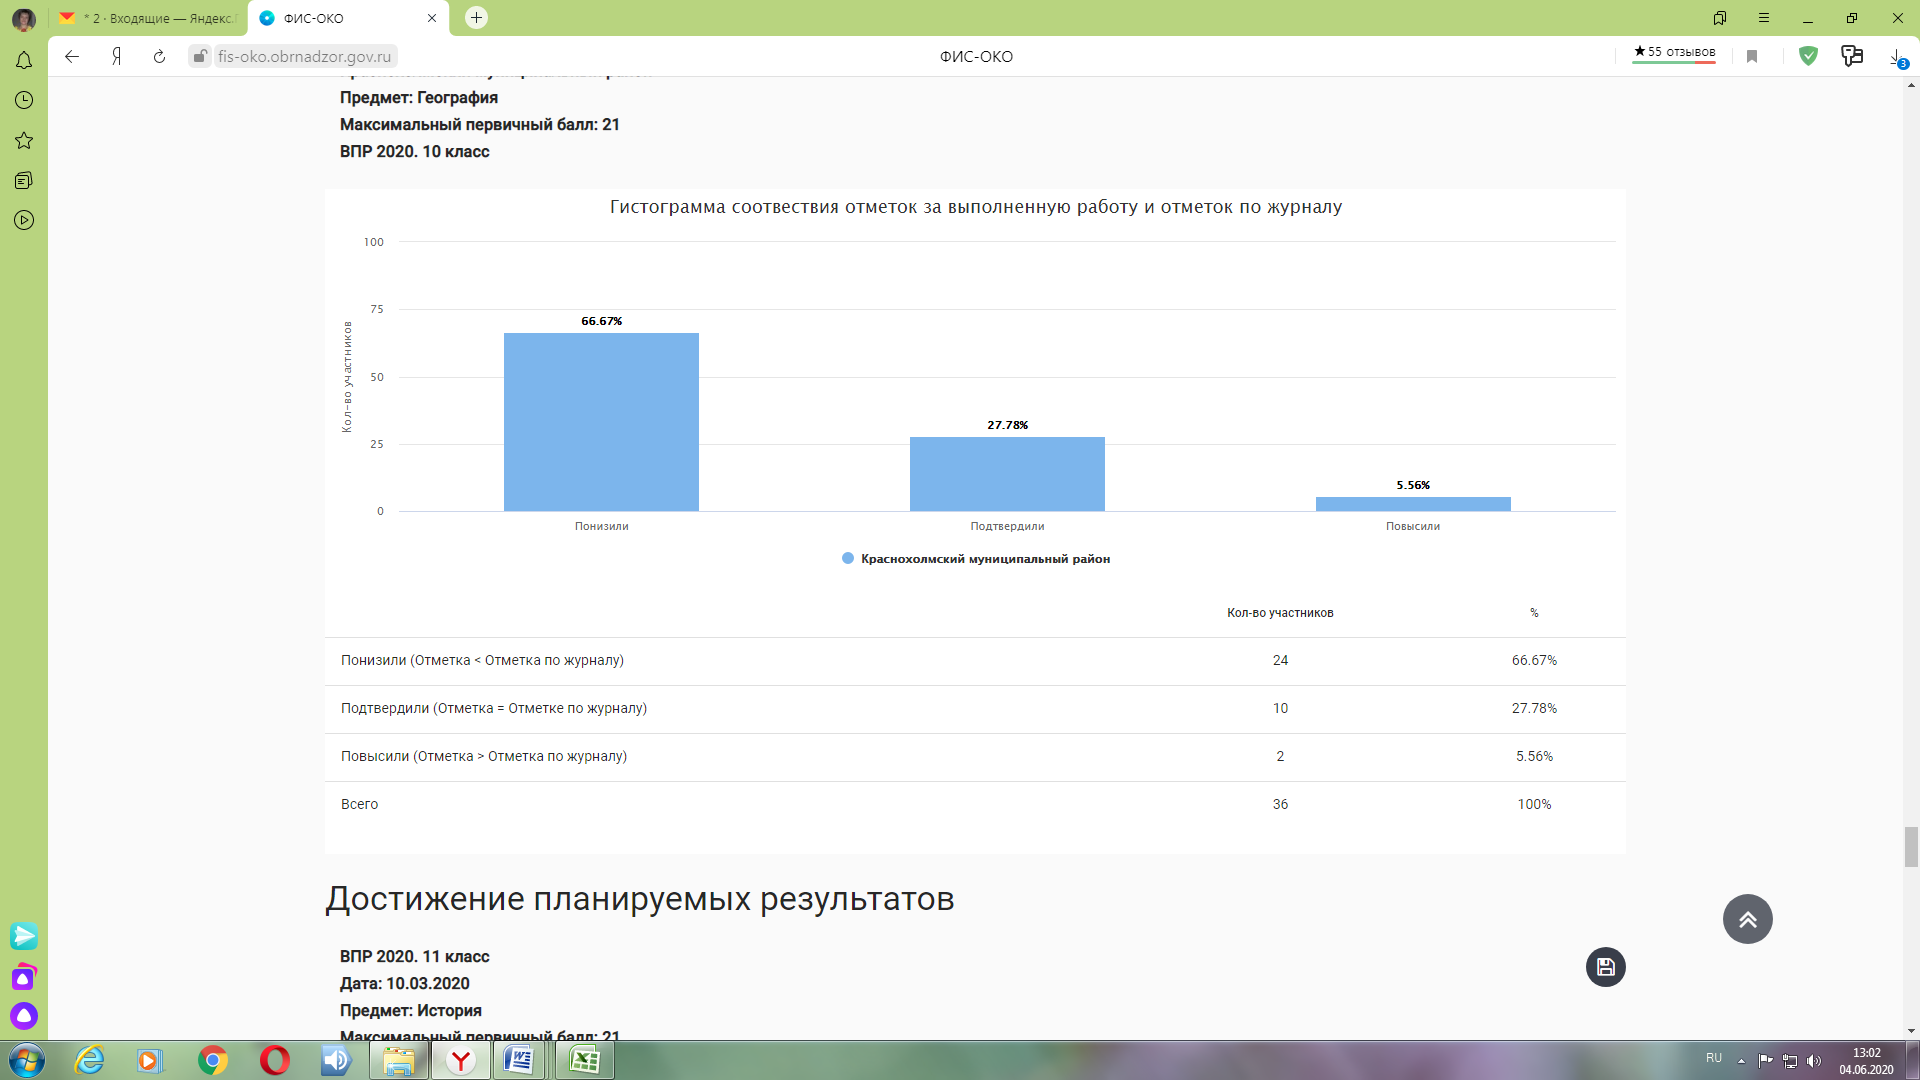 * 2 · Входящие — Яндекс.
ФИС-ОКО
fis-oko.obrnadzor.gov.ru
ФИС-ОКО
★55 отзывов
3
Предмет: География
Максимальный первичный балл: 21
ВПР 2020. 10 класс
Гистограмма соотвествия отметок за выполненную работу и отметок по журналу
Кол-во участников
100
75
50
25
0
66.67%
27.78%
5.56%
Понизили
Подтвердили
Повысили
Краснохолмский муниципальный район
Кол-во участников %
Понизили (Отметка < Отметка по журналу) 24 66.67%
Подтвердили (Отметка = Отметке по журналу) 10 27.78%
Повысили (Отметка > Отметка по журналу) 2 5.56%
Всего 36 100%
Достижение планируемых результатов
ВПР 2020. 11 класс
Дата: 10.03.2020
Предмет: История
Максимальный первичный балл: 21
RU
13:02
04.06.2020